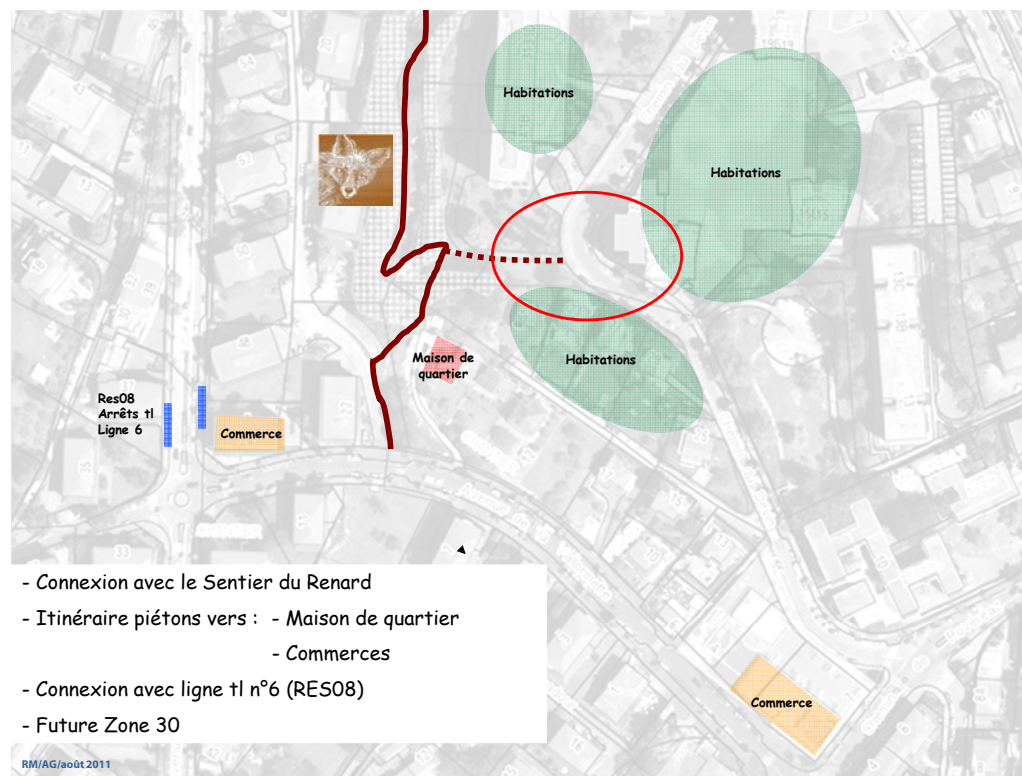 Habitations
Habitations
Habitations
Maison de
quartier
Res08
Arrêts tl
Ligne 6
Commerce
Commerce
- Connexion avec le Sentier du Renard
- Itinéraire piétons vers : - Maison de quartier
- Commerces
- Connexion avec ligne tl n°6 (RES08)
- Future Zone 30
RM/AG/août 2011